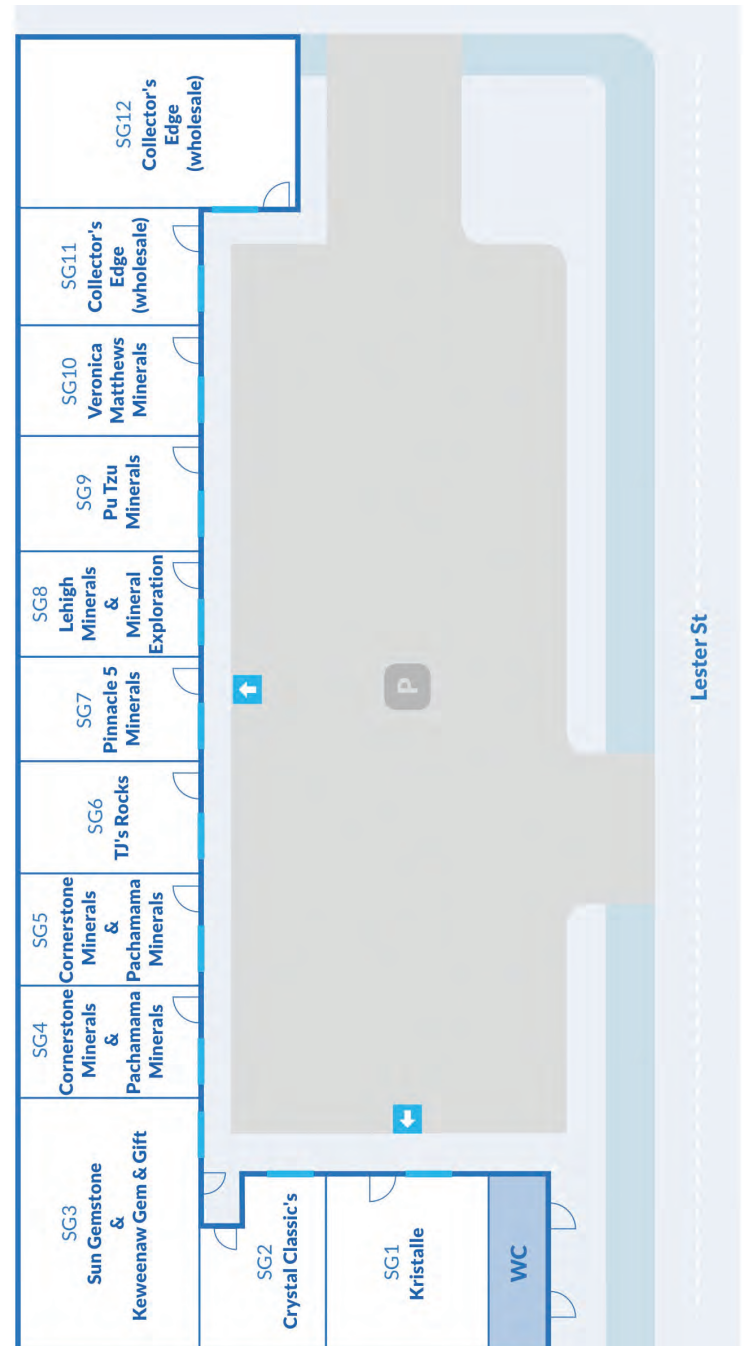 SG12
Collector's
Edge
(wholesale)
SG11
Collector's
Edge
(wholesale)
SG10
Veronica
Matthews
Minerals
SG9
Pu Tzu
Minerals
SG8
Lehigh
Minerals
&
Mineral
Exploration
SG7
Pinnacle 5
Minerals
SG6
TJ's Rocks
SG5
Cornerstone
Minerals
&
Pachamama
Minerals
SG4
Cornerstone
Minerals
&
Pachamama
Minerals
SG3
Sun Gemstone
&
Keweenaw Gem & Gift
SG2
Crystal Classic's
SG1
Kristalle
WC
P
Lester St